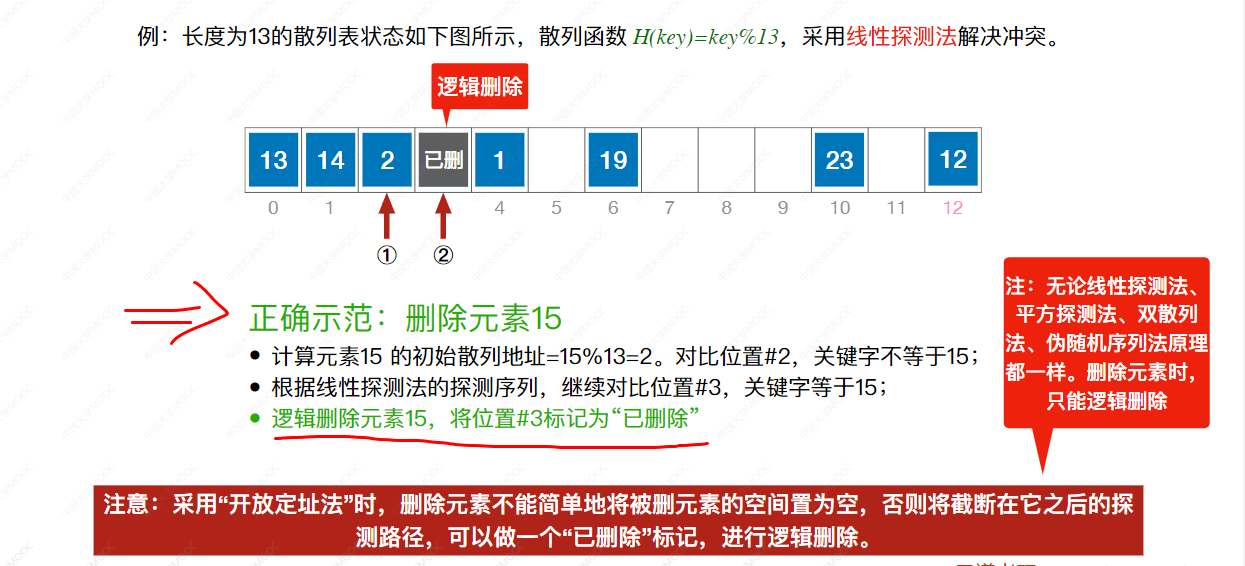 例：长度为13的散列表状态如下图所示，散列函数 H(key)=key%13，采用线性探测法解决冲突。
逻辑删除
13 14 2 已删 1 19 23 12
0 1 4 5 6 7 8 9 10 11 12
① ②
正确示范：删除元素15
• 计算元素15 的初始散列地址=15%13=2。对比位置#2，关键字不等于15；
• 根据线性探测法的探测序列，继续对比位置#3，关键字等于15；
• 逻辑删除元素15，将位置#3标记为“已删除”
注：无论线性探测法、
平方探测法、双散列
法、伪随机序列法原理
都一样。删除元素时，
只能逻辑删除
注意：采用“开放定址法”时，删除元素不能简单地将被删元素的空间置为空，否则将截断在它之后的探
测路径，可以做一个“已删除”标记，进行逻辑删除。